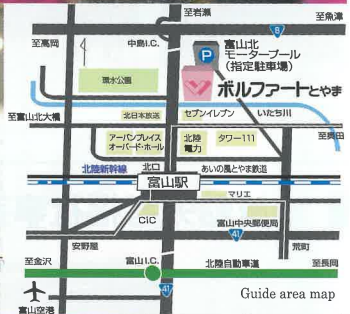 至岩瀬
至魚津
8
至高岡
中島I.C.
P
富山北
モータープール
(指定駐車場)
環水公園
ボルファートとやま
至富山北大橋
北日本放送
セブンイレブン
いたち川
至奥田
アーバンプレイス
オーバード・ホール
北陸
電力
タワー111
北陸新幹線
北口
あいの風とやま鉄道
富山駅
マリエ
CiC
富山中央郵便局
41
安野屋
荒町
至金沢
富山I.C.
北陸自動車道
至長岡
41
富山空港
Guide area map